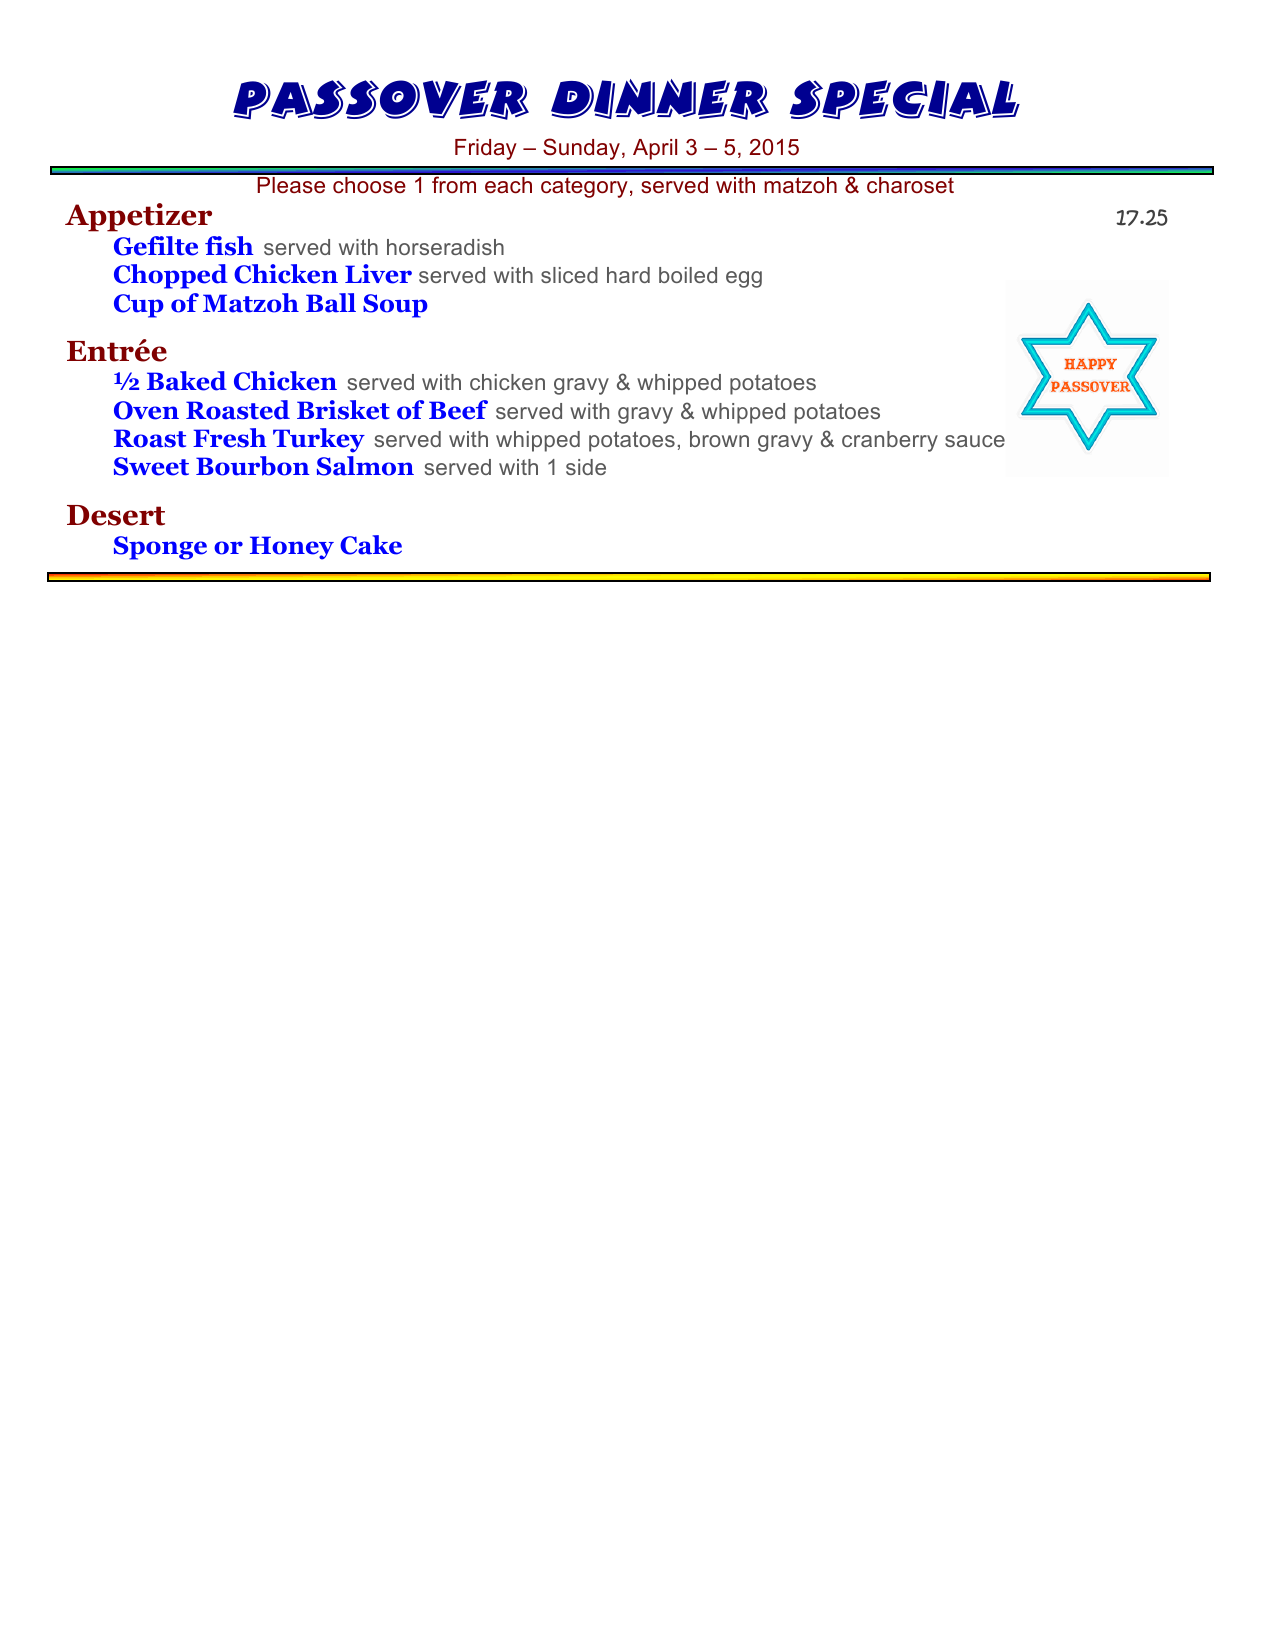 PASSOVER DINNER SPECIAL
Friday – Sunday, April 3 – 5, 2015
Please choose 1 from each category, served with matzoh & charoset
Appetizer 17.25
Gefilte fish served with horseradish
Chopped Chicken Liver served with sliced hard boiled egg
Cup of Matzoh Ball Soup
Entrée
½ Baked Chicken served with chicken gravy & whipped potatoes
Oven Roasted Brisket of Beef served with gravy & whipped potatoes
Roast Fresh Turkey served with whipped potatoes, brown gravy & cranberry sauce
Sweet Bourbon Salmon served with 1 side
HAPPY
PASSOVER
Desert
Sponge or Honey Cake